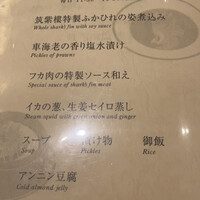 筑紫樓特製ふかひれの姿煮込み
Whole shark's fin with soy sauce
車海老の香り塩水漬け
Pickles of prawns
フカ肉の特製ソース和え
Special sauce of shark's fin meat
イカの葱、生姜セイロ蒸し
Steam squid with green onion and ginger
スープ 漬け物 御飯
Soup Pickles Rice
アンニン豆腐
Cold almond jelly